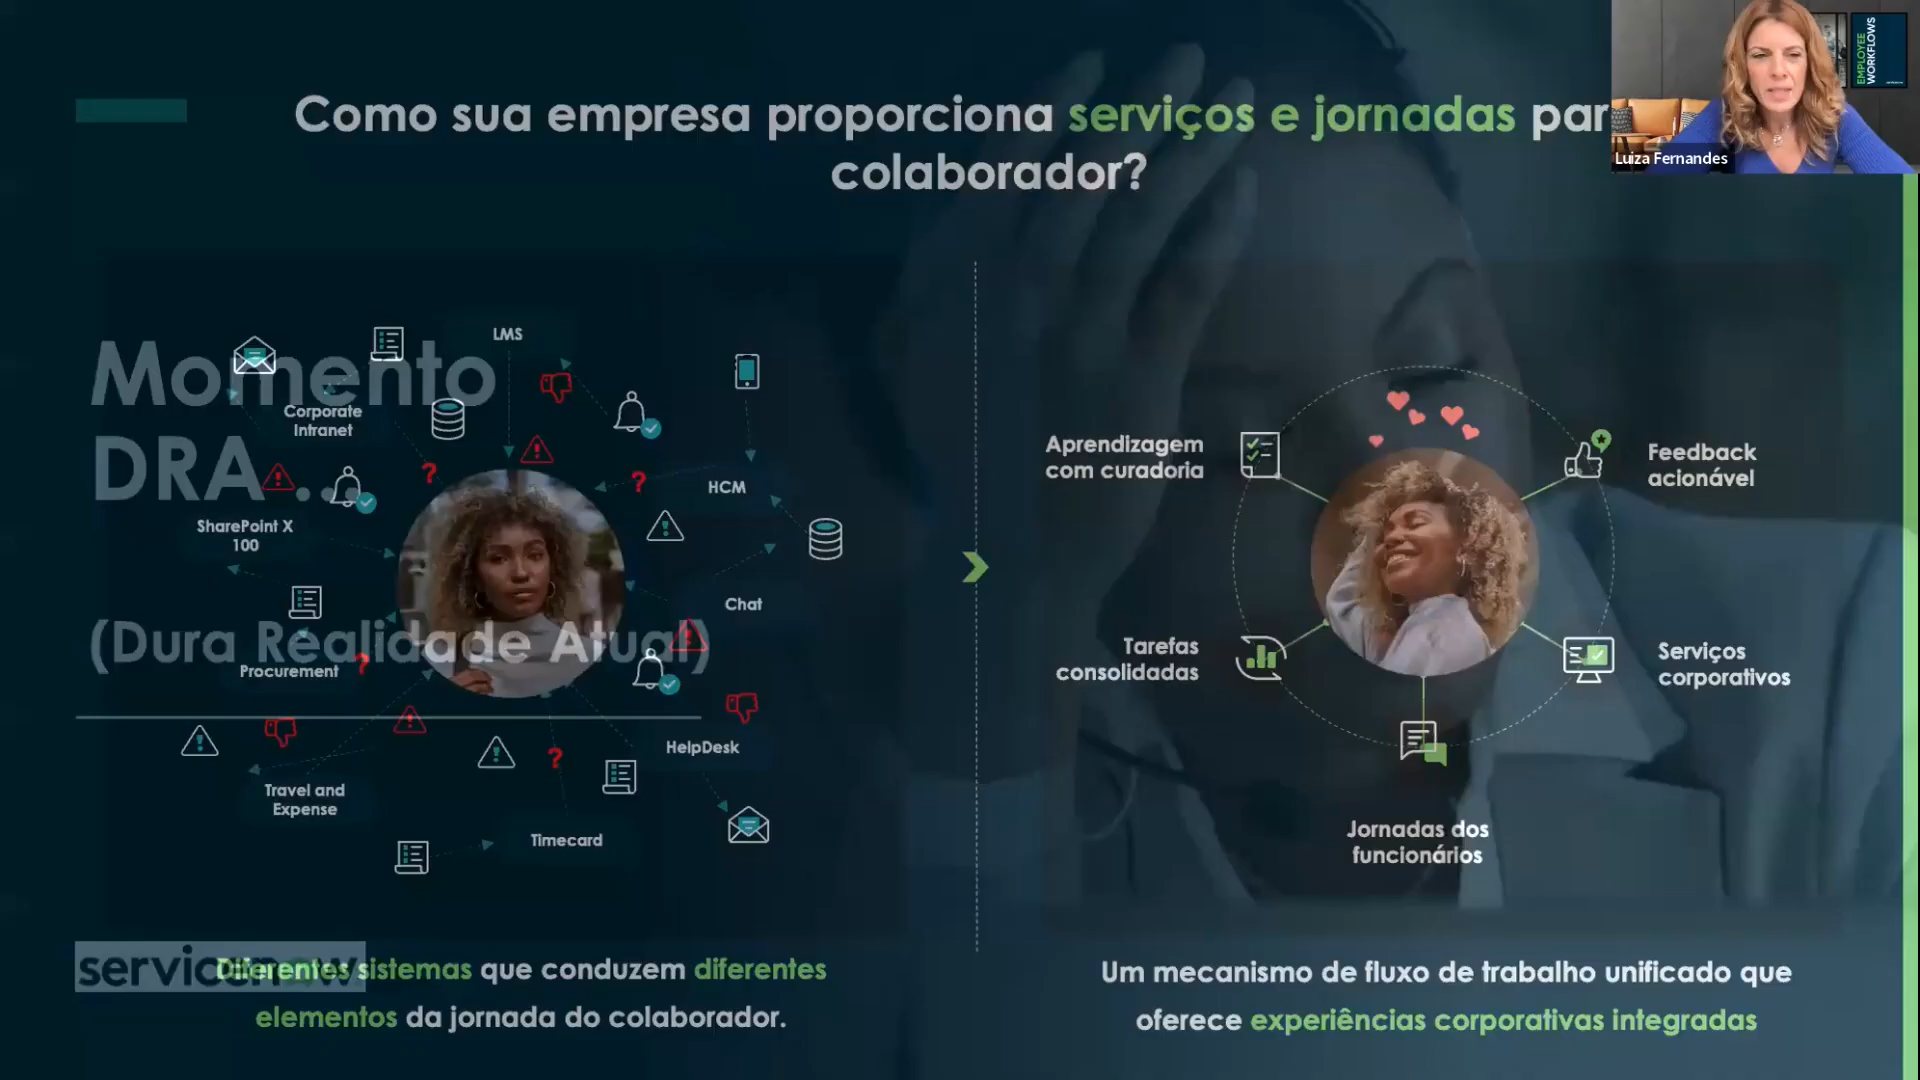 Como sua empresa proporciona serviços e jornadas par
colaborador?
EMPLOYEE
WORKFLOWS
Luiza Fernandes
Momento
DRA ...
(Dura Realidade Atual)
LMS
Corporate
Intranet
HCM
SharePoint X
100
Chat
Procurement
HelpDesk
Travel and
Expense
Timecard
Aprendizagem
com curadoria
Feedback
acionável
Tarefas
consolidadas
Serviços
corporativos
Jornadas dos
funcionários
servicenow
Diferentes sistemas que conduzem diferentes
elementos da jornada do colaborador.
Um mecanismo de fluxo de trabalho unificado que
oferece experiências corporativas integradas